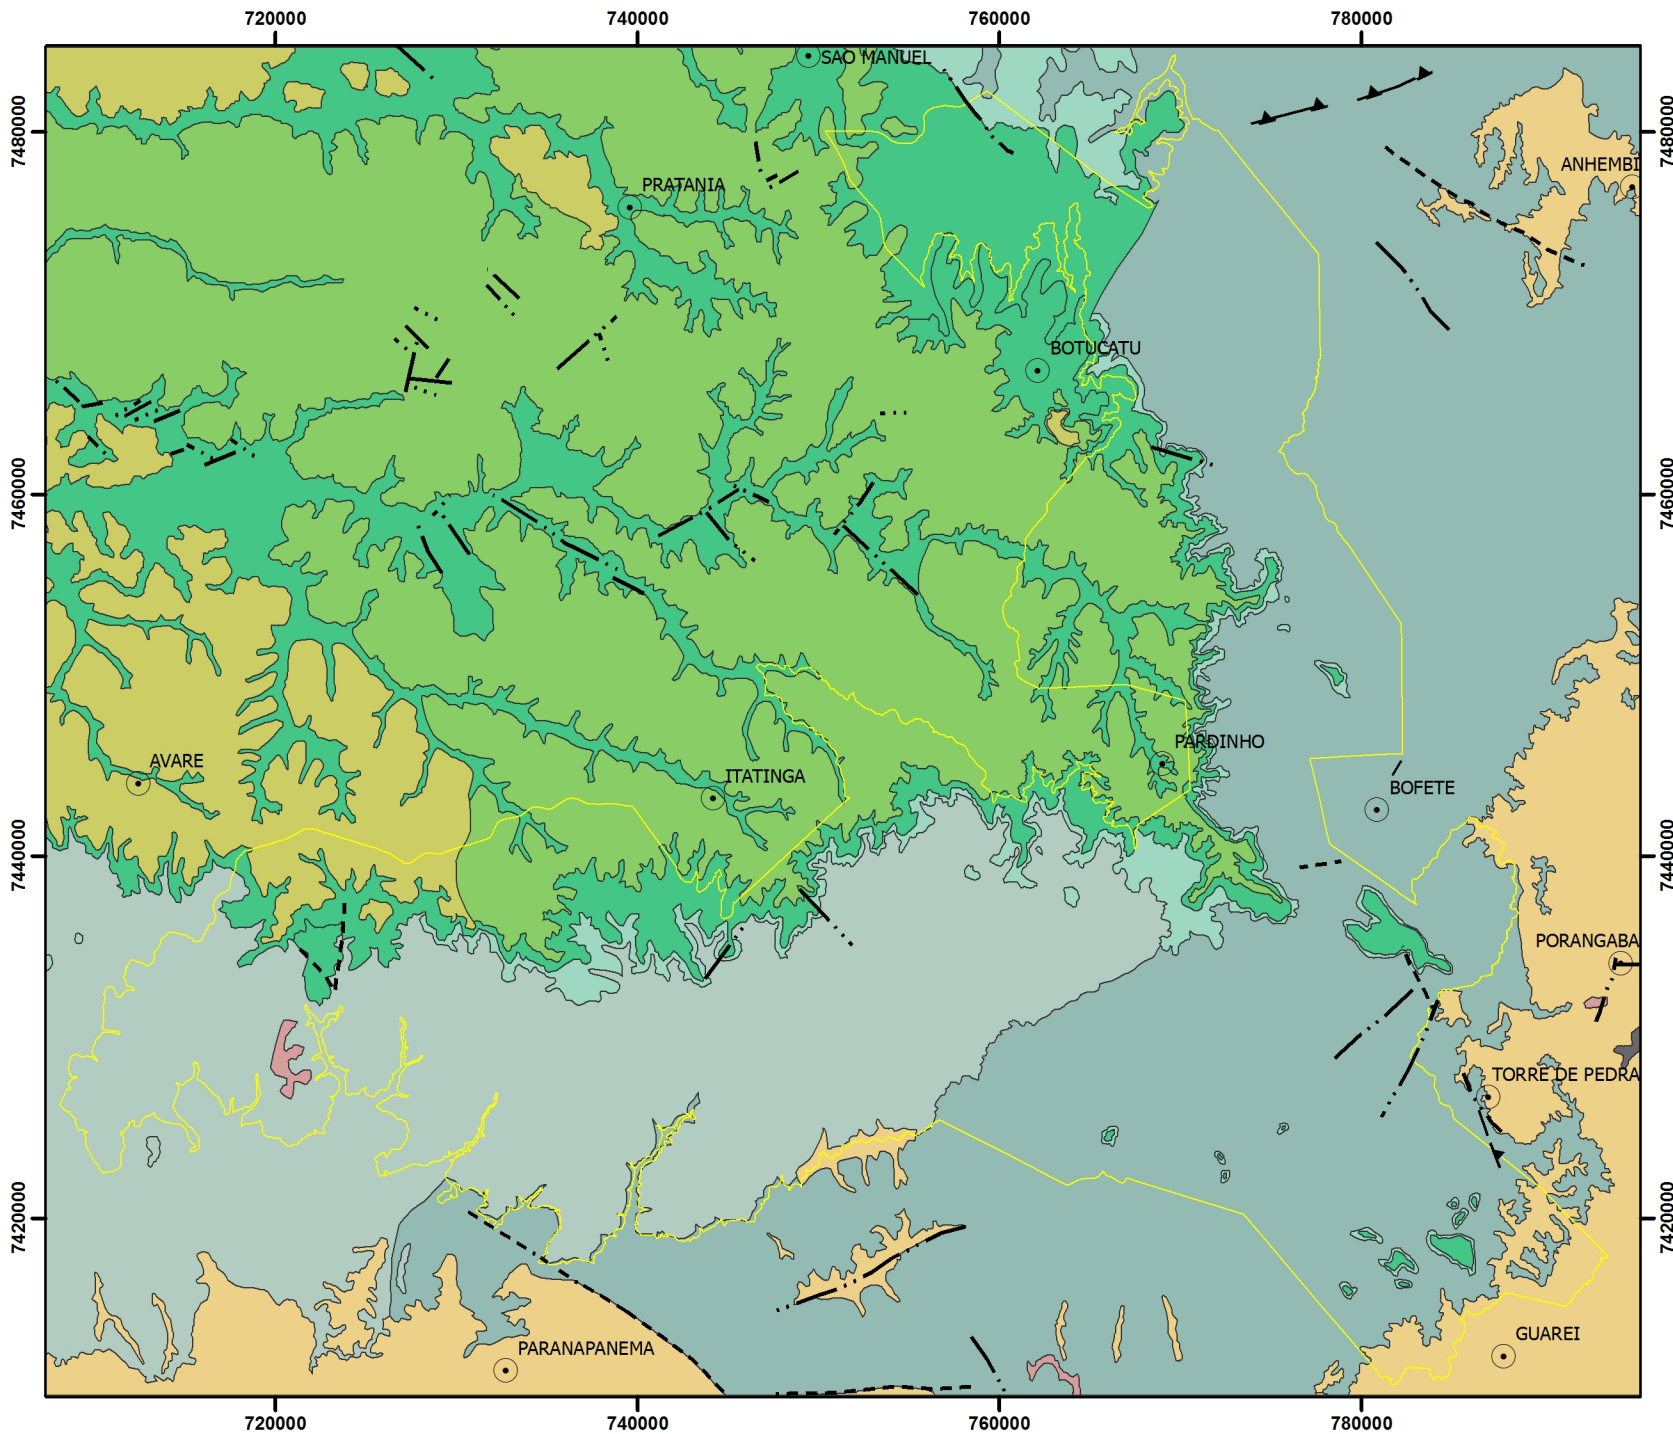 720000 740000 760000 780000
SAO MANUEL
7480000 7480000
ANHEMBI
PRATANIA
BOTUCATU
7460000 7460000
PARDINHO
AVARE
ITATINGA
BOFETE
7440000 7440000
PORANGABA
TORRE DE PEDRA
7420000 7420000
GUAREI
PARANAPANEMA
720000 740000 760000 780000